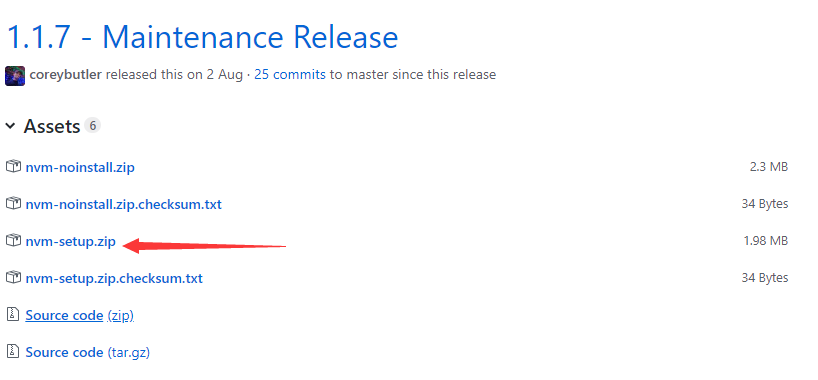 1.1.7 - Maintenance Release
coreybutler released this on 2 Aug · 25 commits to master since this release
Assets 6
nvm-noinstall.zip 2.3 MB
nvm-noinstall.zip.checksum.txt 34 Bytes
nvm-setup.zip 1.98 MB
nvm-setup.zip.checksum.txt 34 Bytes
Source code (zip)
Source code (tar.gz)